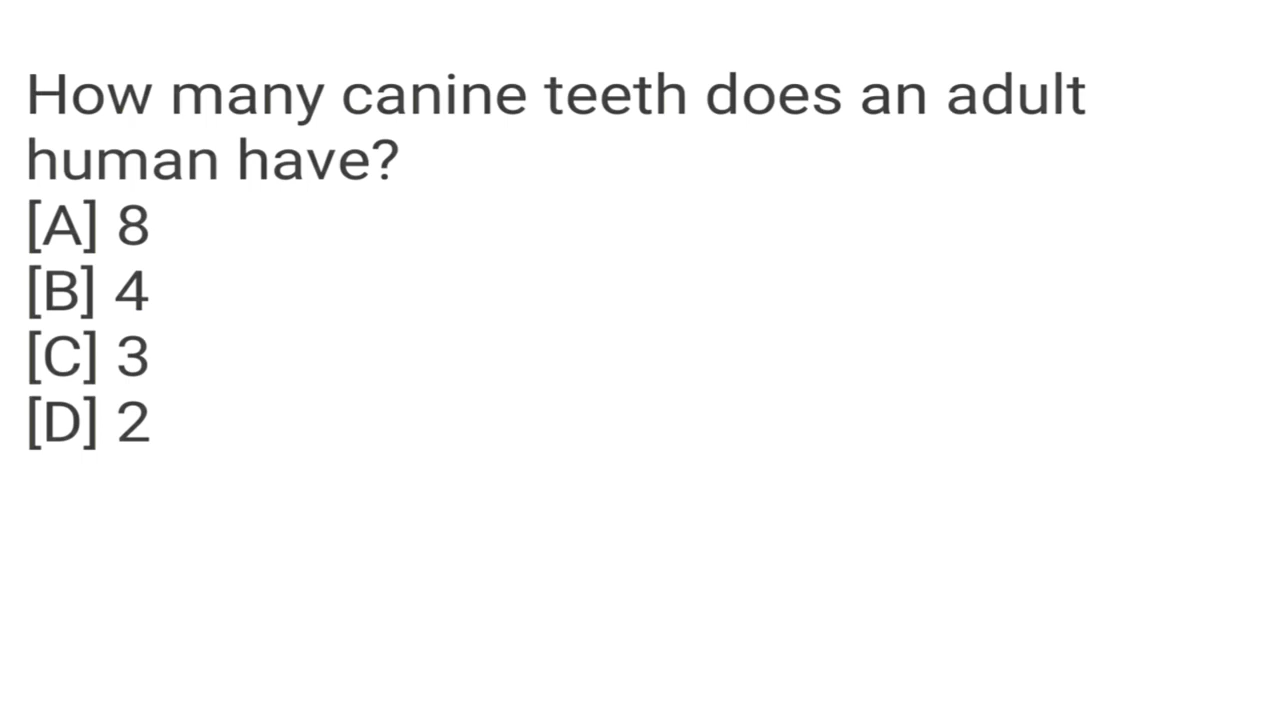 How many canine teeth does an adult
human have?
[A] 8
[B] 4
[C] 3
[D] 2